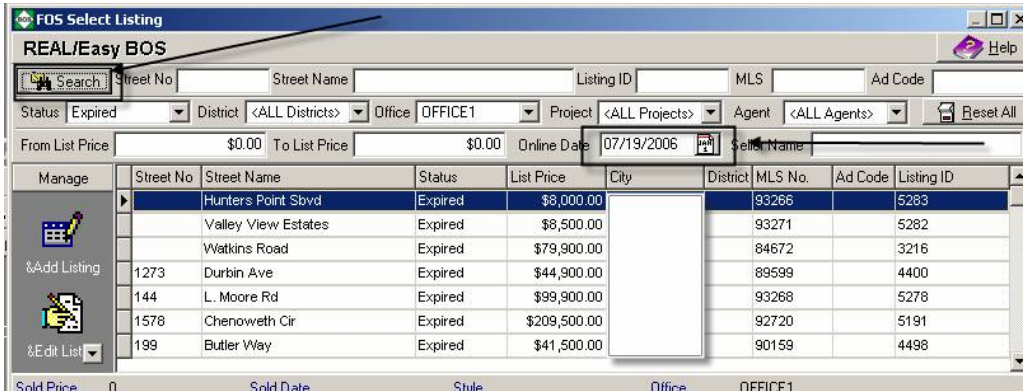 BOS FOS Select Listing
REAL/Easy BOS Help
Search Street No Street Name Listing ID MLS Ad Code
Status Expired District <ALL Districts> Office OFFICE1 Project <ALL Projects> Agent <ALL Agents> Reset All
From List Price $0.00 To List Price $0.00 Online Date 07/19/2006 JAN 1 Seller Name
Manage Street No Street Name Status List Price City District MLS No. Ad Code Listing ID
Hunters Point Sbvd Expired $8,000.00 93266 5283
Valley View Estates Expired $8,500.00 93271 5282
Watkins Road Expired $79,900.00 84672 3216
&Add Listing 1273 Durbin Ave Expired $44,900.00 89599 4400
144 L. Moore Rd Expired $99,900.00 93268 5278
1578 Chenoweth Cir Expired $209,500.00 92720 5191
&Edit List 199 Butler Way Expired $41,500.00 90159 4498
Sold Price 0 Sold Date Style Office OFFICE1